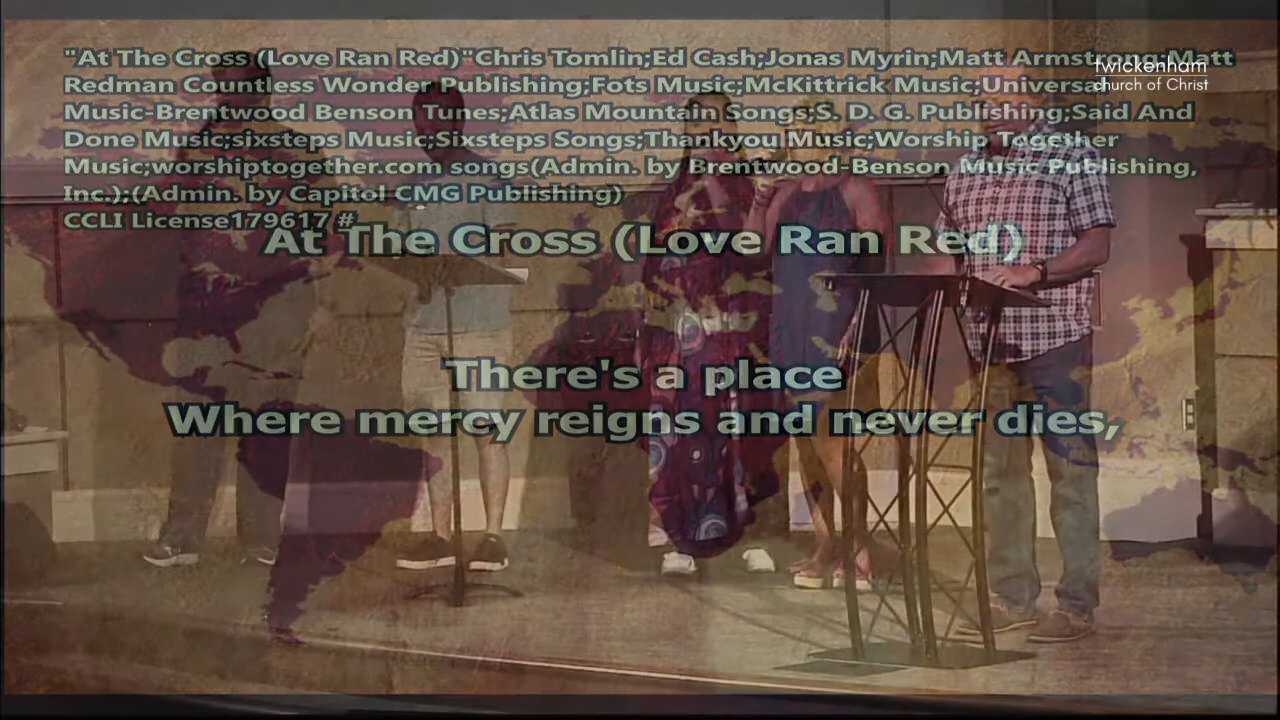 "At The Cross (Love Ran Red)"Chris Tomlin;Ed Cash;Jonas Myrin;Matt Armstrong;Matt
Redman Countless Wonder Publishing;Fots Music;McKittrick Music;Universal
Music-Brentwood Benson Tunes;Atlas Mountain Songs;S. D. G. Publishing;Said And
Done Music;sixsteps Music;Sixsteps Songs;Thankyou Music;Worship Together
Music;worshiptogether.com songs(Admin. by Brentwood-Benson Music Publishing,
Inc.);(Admin. by Capitol CMG Publishing)
CCLI License179617 #
twickenham
church of Christ
At The Cross (Love Ran Red)
There's a place
Where mercy reigns and never dies,